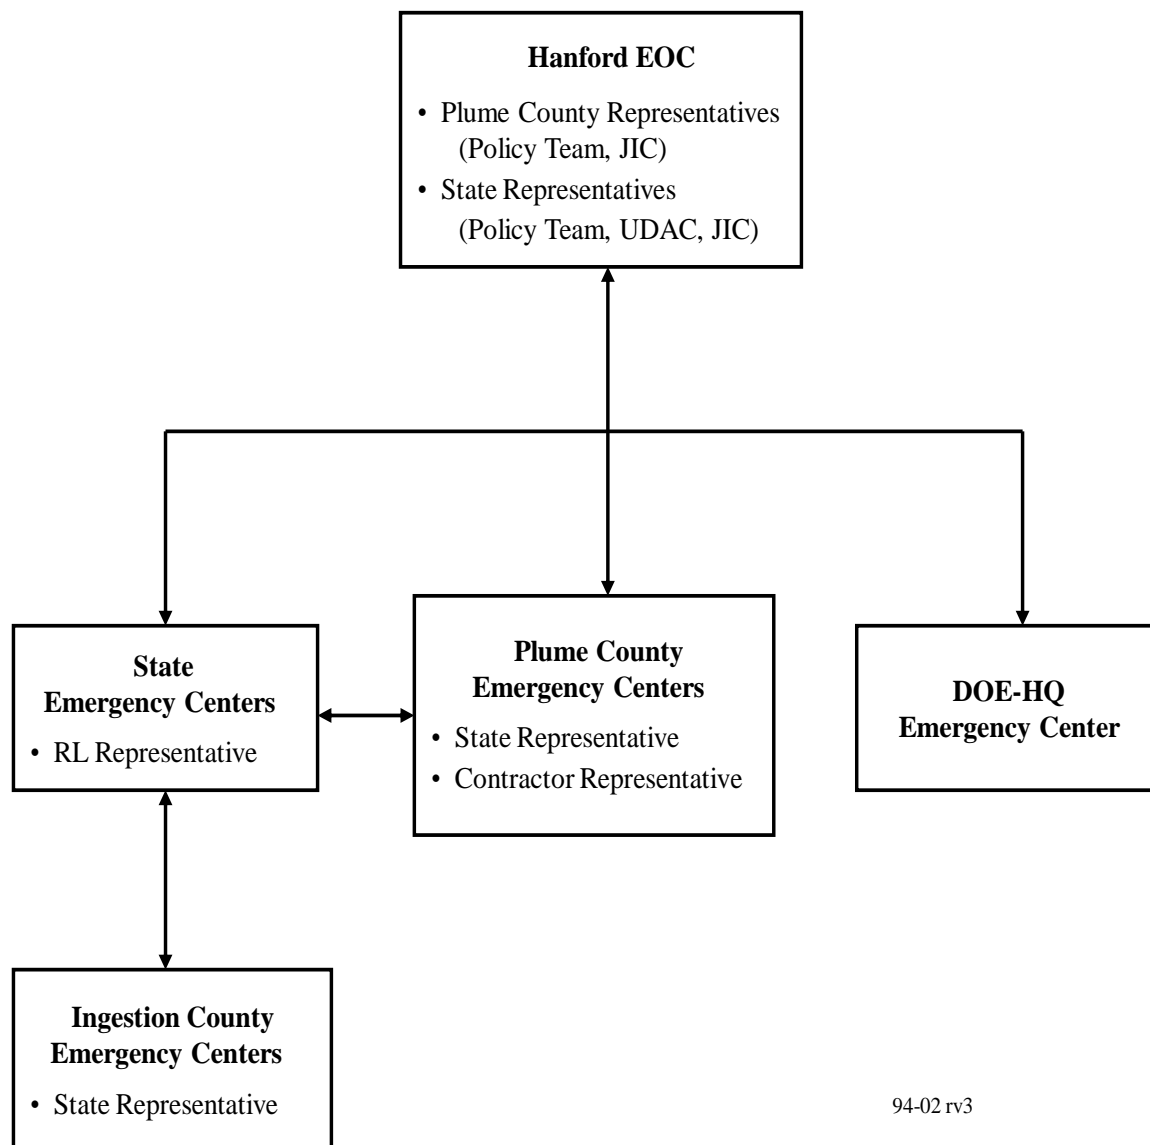 Hanford EOC
• Plume County Representatives
(Policy Team, JIC)
• State Representatives
(Policy Team, UDAC, JIC)
State
Emergency Centers
• RL Representative
Plume County
Emergency Centers
• State Representative
• Contractor Representative
DOE-HQ
Emergency Center
Ingestion County
Emergency Centers
• State Representative
94-02 rv3